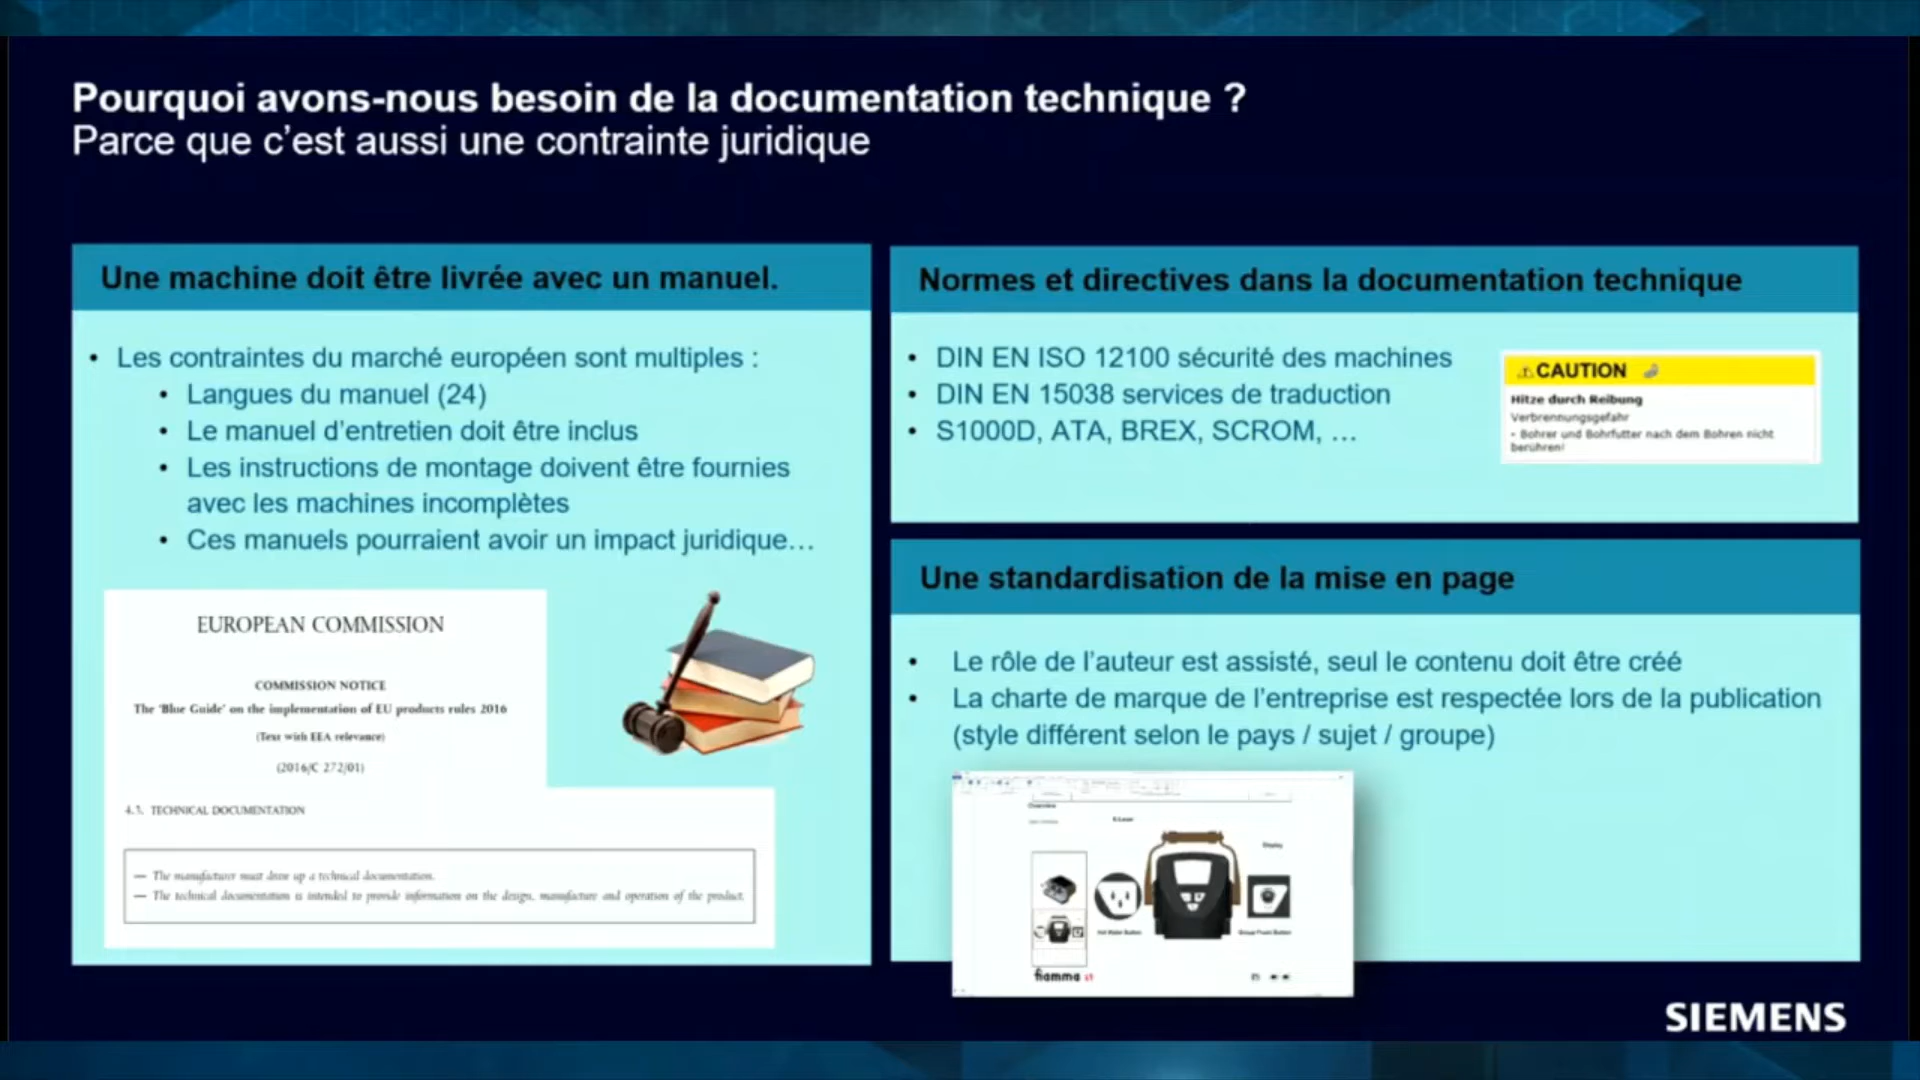 Pourquoi avons-nous besoin de la documentation technique ?
Parce que c’est aussi une contrainte juridique
Une machine doit être livrée avec un manuel.
• Les contraintes du marché européen sont multiples :
• Langues du manuel (24)
• Le manuel d’entretien doit être inclus
• Les instructions de montage doivent être fournies
avec les machines incomplètes
• Ces manuels pourraient avoir un impact juridique…
EUROPEAN COMMISSION
COMMISSION NOTICE
The ‘Blue Guide’ on the implementation of EU products rules 2016
(Text with EEA relevance)
(2016/C 272/01)
4.3. TECHNICAL DOCUMENTATION
— The manufacturer must draw up a technical documentation.
— The technical documentation is intended to provide information on the design, manufacture and operation of the product.
Normes et directives dans la documentation technique
• DIN EN ISO 12100 sécurité des machines
• DIN EN 15038 services de traduction
• S1000D, ATA, BREX, SCROM, …
CAUTION
Hitze durch Reibung
Verbrennungsgefahr
• Bohrer und Bohrfutter nach dem Bohren nicht
berühren!
Une standardisation de la mise en page
• Le rôle de l’auteur est assisté, seul le contenu doit être créé
• La charte de marque de l’entreprise est respectée lors de la publication
(style différent selon le pays / sujet / groupe)
Overview
Display
Hot Water Button
fiamma
SIEMENS